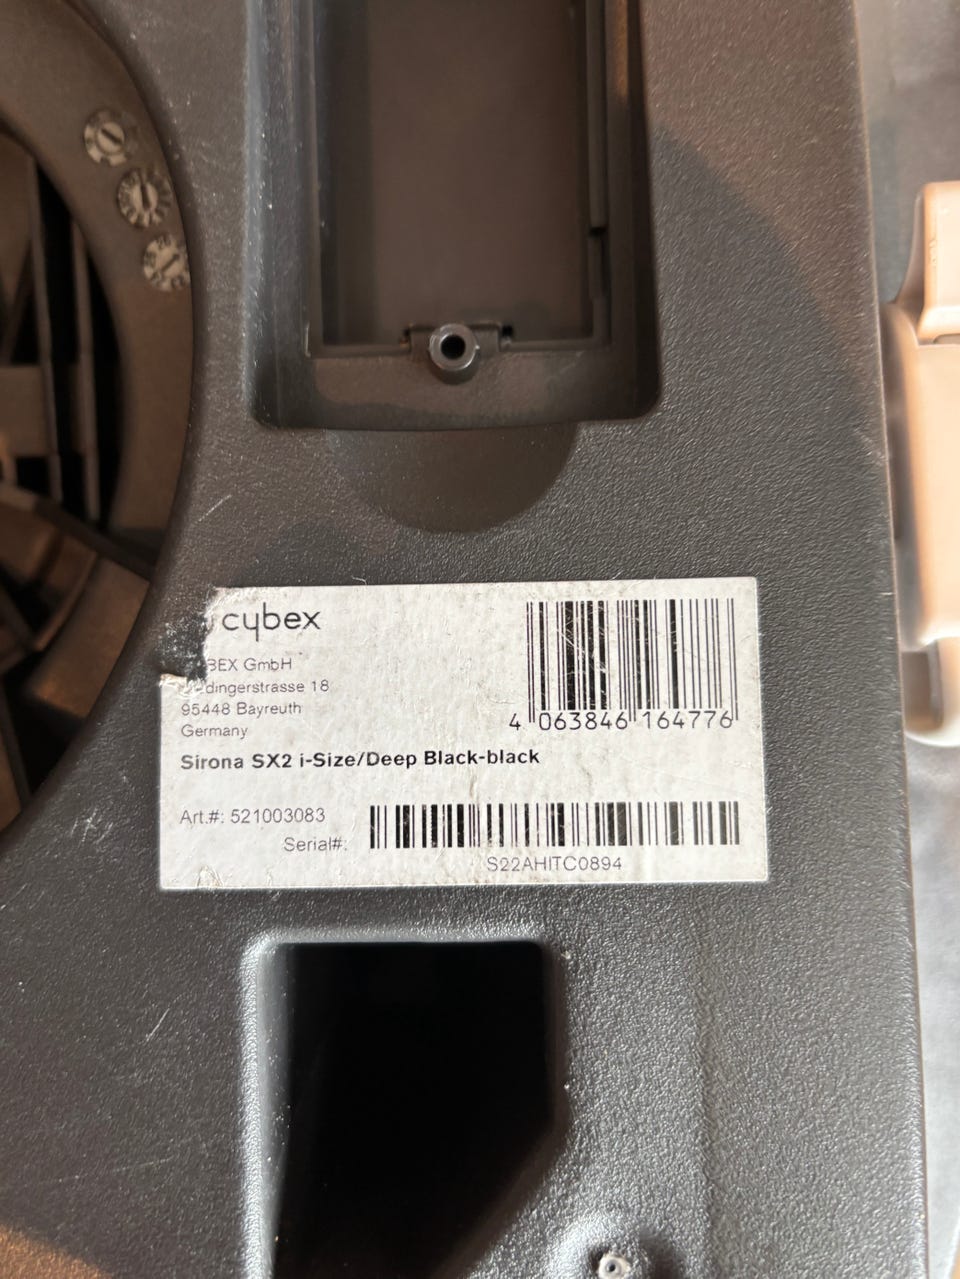 cybex
BEX GmbH
dingerstrasse 18
95448 Bayreuth
Germany
4 063846 164776
Sirona SX2 i-Size/Deep Black-black
Art.#: 521003083
Serial#:
S22AHITC0894